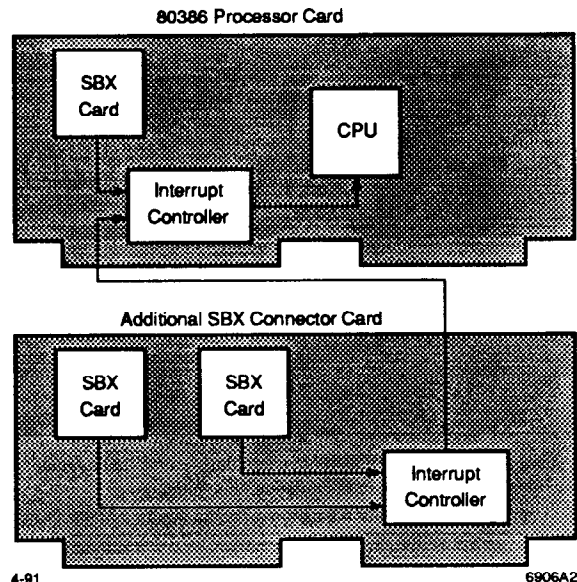 80386 Processor Card
SBX
Card
CPU
Interrupt
Controller
Additional SBX Connector Card
SBX
Card
SBX
Card
Interrupt
Controller
4-91
6906A2